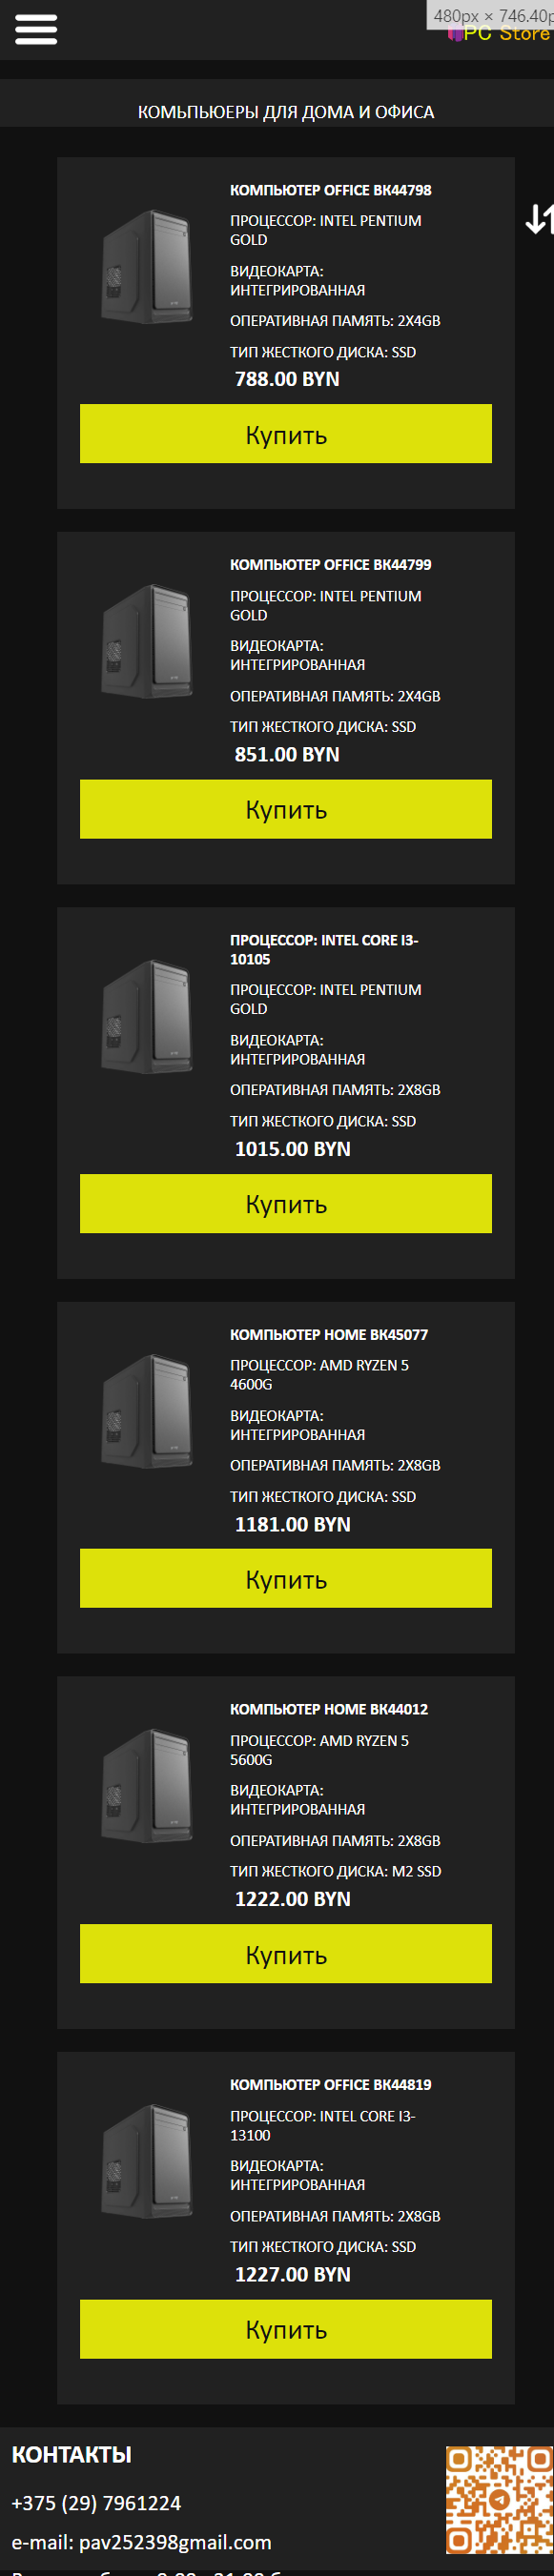 480px × 746.40p
PC Store
КОМЬПЬЮЕРЫ ДЛЯ ДОМА И ОФИСА
КОМПЬЮТЕР OFFICE BK44798
ПРОЦЕССОР: INTEL PENTIUM
GOLD
ВИДЕОКАРТА:
ИНТЕГРИРОВАННАЯ
ОПЕРАТИВНАЯ ПАМЯТЬ: 2X4GB
ТИП ЖЕСТКОГО ДИСКА: SSD
788.00 BYN
Купить
КОМПЬЮТЕР OFFICE BK44799
ПРОЦЕССОР: INTEL PENTIUM
GOLD
ВИДЕОКАРТА:
ИНТЕГРИРОВАННАЯ
ОПЕРАТИВНАЯ ПАМЯТЬ: 2X4GB
ТИП ЖЕСТКОГО ДИСКА: SSD
851.00 BYN
Купить
ПРОЦЕССОР: INTEL CORE I3-
10105
ПРОЦЕССОР: INTEL PENTIUM
GOLD
ВИДЕОКАРТА:
ИНТЕГРИРОВАННАЯ
ОПЕРАТИВНАЯ ПАМЯТЬ: 2X8GB
ТИП ЖЕСТКОГО ДИСКА: SSD
1015.00 BYN
Купить
КОМПЬЮТЕР HOME BK45077
ПРОЦЕССОР: AMD RYZEN 5
4600G
ВИДЕОКАРТА:
ИНТЕГРИРОВАННАЯ
ОПЕРАТИВНАЯ ПАМЯТЬ: 2X8GB
ТИП ЖЕСТКОГО ДИСКА: SSD
1181.00 BYN
Купить
КОМПЬЮТЕР HOME BK44012
ПРОЦЕССОР: AMD RYZEN 5
5600G
ВИДЕОКАРТА:
ИНТЕГРИРОВАННАЯ
ОПЕРАТИВНАЯ ПАМЯТЬ: 2X8GB
ТИП ЖЕСТКОГО ДИСКА: M2 SSD
1222.00 BYN
Купить
КОМПЬЮТЕР OFFICE BK44819
ПРОЦЕССОР: INTEL CORE I3-
13100
ВИДЕОКАРТА:
ИНТЕГРИРОВАННАЯ
ОПЕРАТИВНАЯ ПАМЯТЬ: 2X8GB
ТИП ЖЕСТКОГО ДИСКА: SSD
1227.00 BYN
Купить
КОНТАКТЫ
+375 (29) 7961224
e-mail: pav252398gmail.com